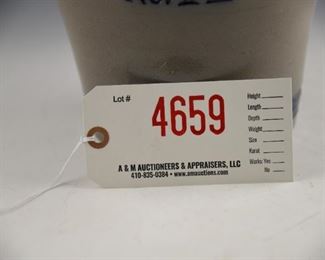 Lot #
4659
Height
Length
Depth
Weight
Size
Karat
Works: Yes
No
A & M AUCTIONEERS & APPRAISERS, LLC
410-835-0384 • www.amauctions.com